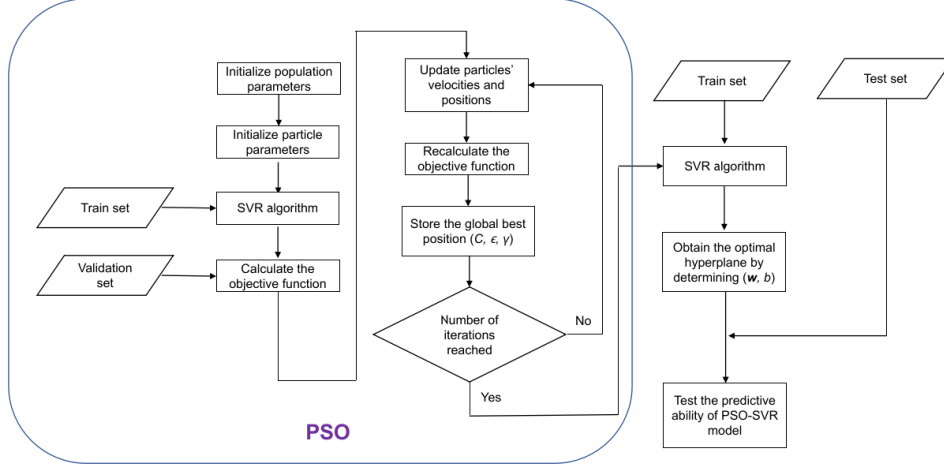 Initialize population
parameters
Initialize particle
parameters
Train set
SVR algorithm
Validation
set
Calculate the
objective function
Update particles'
velocities and
positions
Recalculate the
objective function
Store the global best
position (C, ϵ, γ)
Number of
iterations
reached
No
Yes
PSO
Train set
Test set
SVR algorithm
Obtain the optimal
hyperplane by
determining (w, b)
Test the predictive
ability of PSO-SVR
model